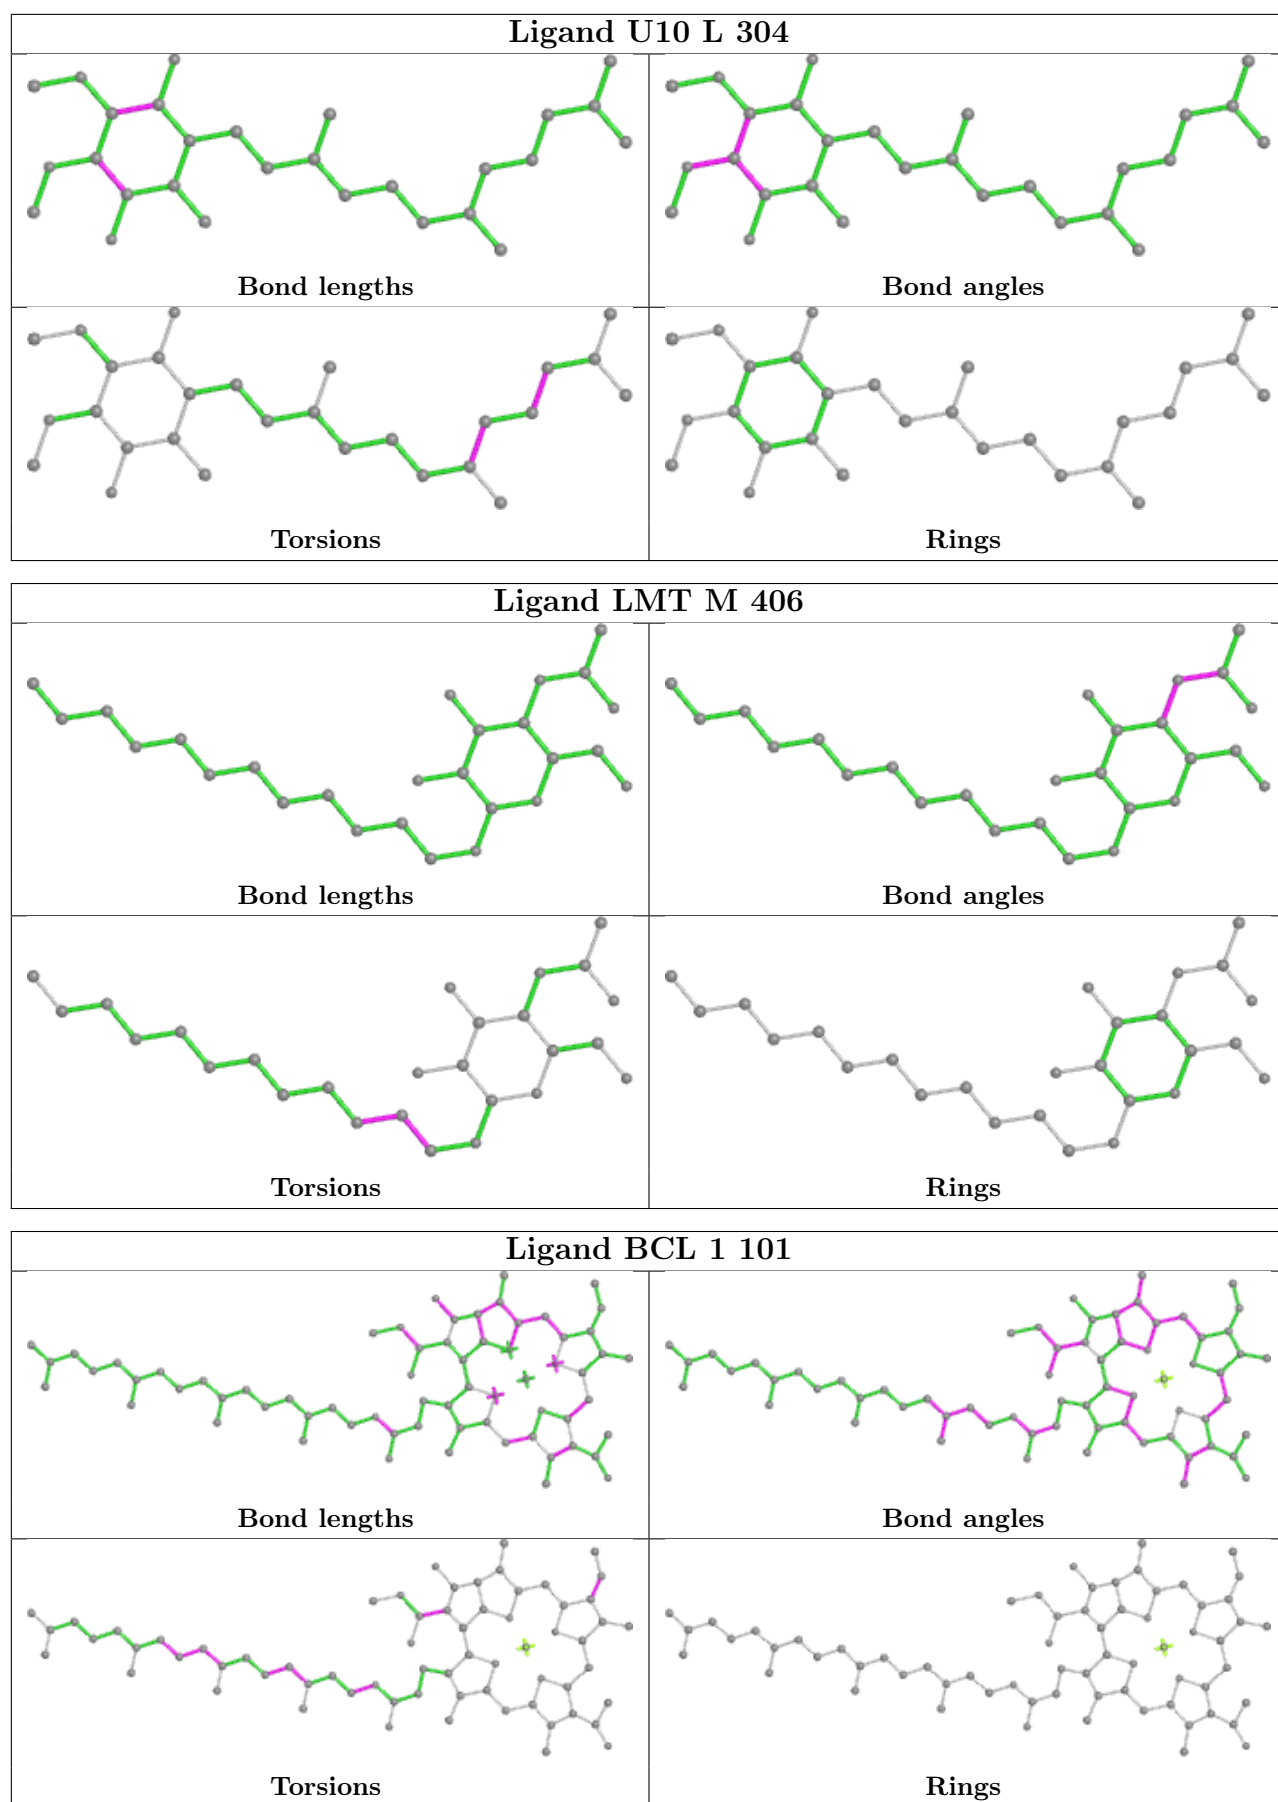 Ligand U10 L 304
Bond lengths
Bond angles
Torsions
Rings
Ligand LMT M 406
Bond lengths
Bond angles
Torsions
Rings
Ligand BCL 1 101
Bond lengths
Bond angles
Torsions
Rings